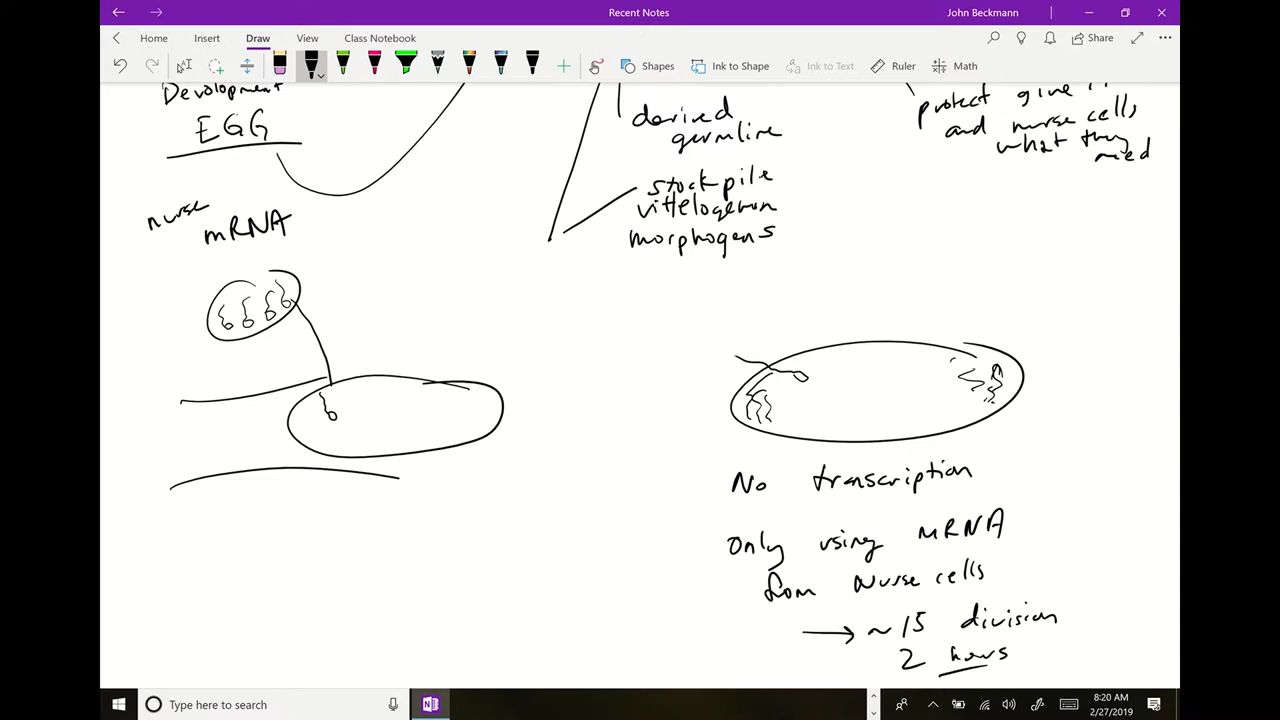 Recent Notes
John Beckmann
Home
Insert
Draw
View
Class Notebook
Share
Shapes
Ink to Shape
Ink to Text
Ruler
Math
Development
EGG
nurse
mRNA
derived
germline
stockpile
vittelogenon
morphogens
protect give
and nurse cells
what they
need
No transcription
Only using mRNA
from Nurse cells
→ ~15 division
2 hours
Type here to search
8:20 AM
2/27/2019